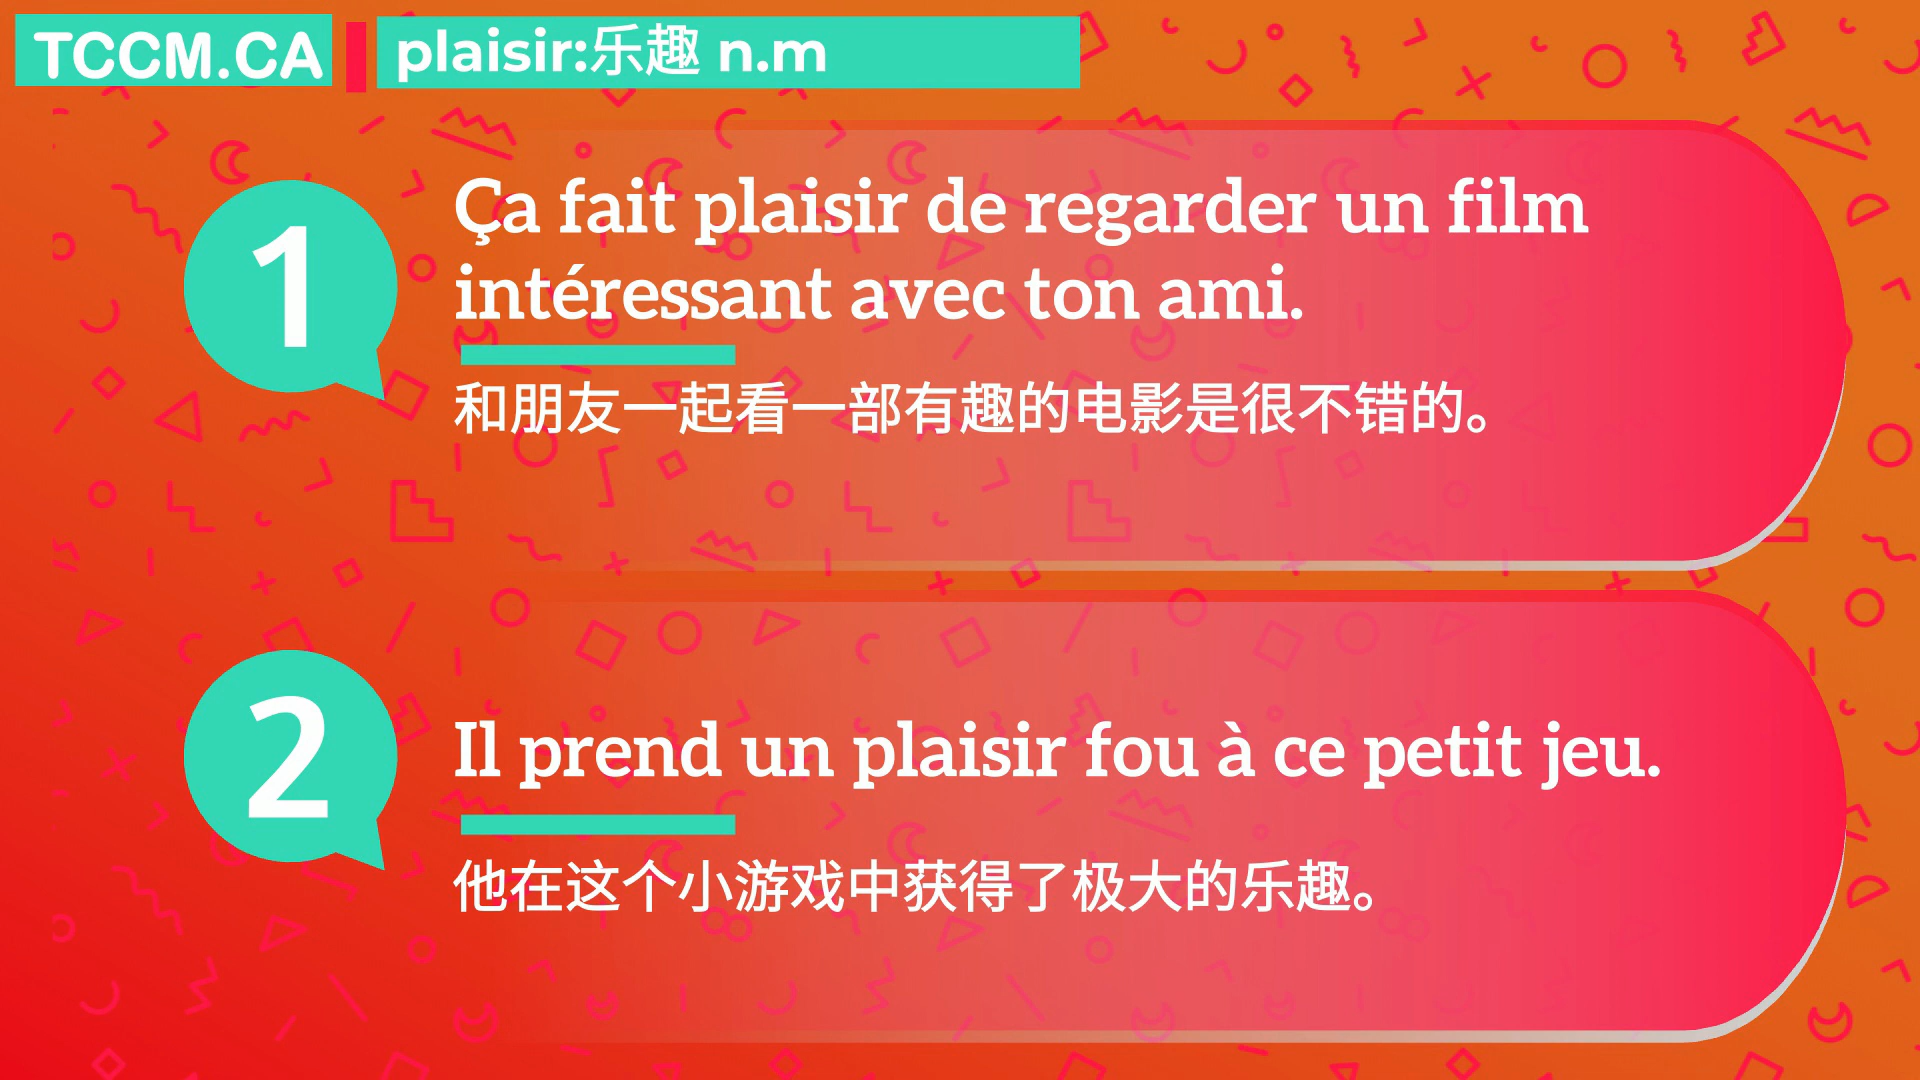 TCCM.CA
plaisir:乐趣 n.m
1
Ça fait plaisir de regarder un film
intéressant avec ton ami.
和朋友一起看一部有趣的电影是很不错的。
2
Il prend un plaisir fou à ce petit jeu.
他在这个小游戏中获得了极大的乐趣。